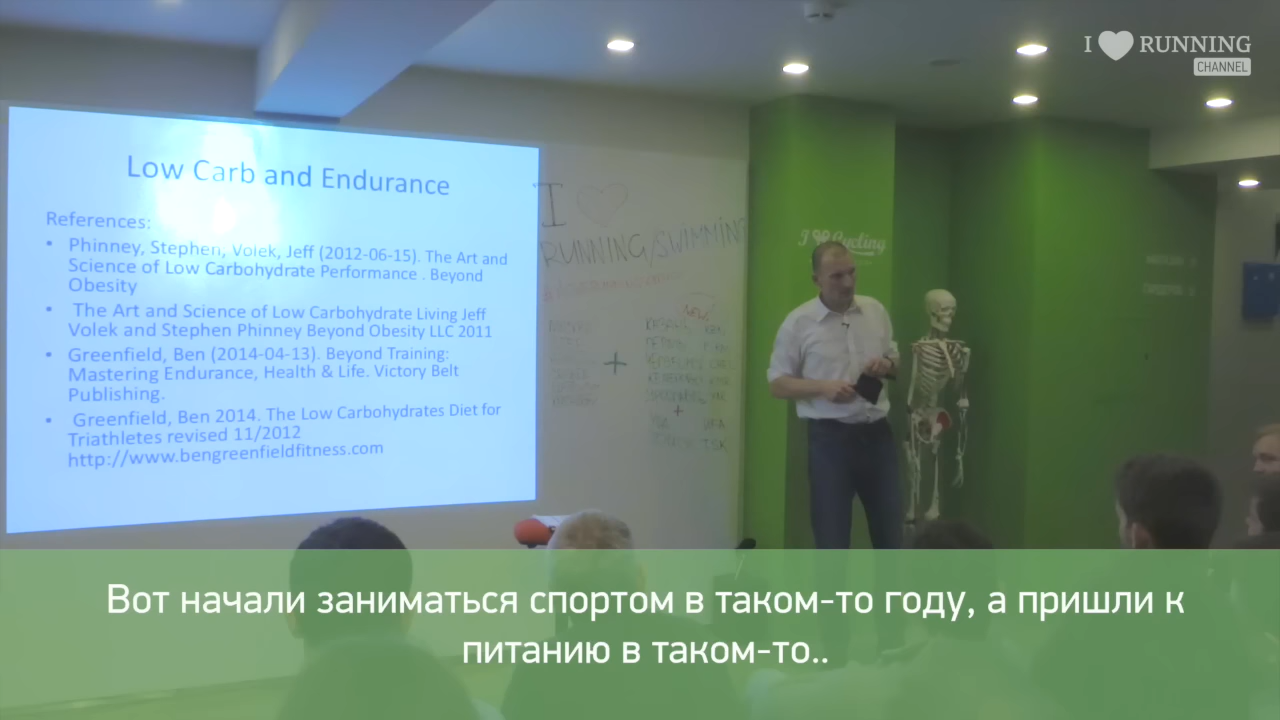 I ♥ RUNNING
CHANNEL
Low Carb and Endurance
References:
• Phinney, Stephen, Volek, Jeff (2012-06-15). The Art and
Science of Low Carbohydrate Performance . Beyond
Obesity
• The Art and Science of Low Carbohydrate Living Jeff
Volek and Stephen Phinney Beyond Obesity LLC 2011
• Greenfield, Ben (2014-04-13). Beyond Training:
Mastering Endurance, Health & Life. Victory Belt
Publishing.
• Greenfield, Ben 2014. The Low Carbohydrates Diet for
Triathletes revised 11/2012
http://www.bengreenfieldfitness.com
I ♥
RUNNING/SWIMMING
+
I ♥ Cycling
Вот начали заниматься спортом в таком-то году, а пришли к
питанию в таком-то..